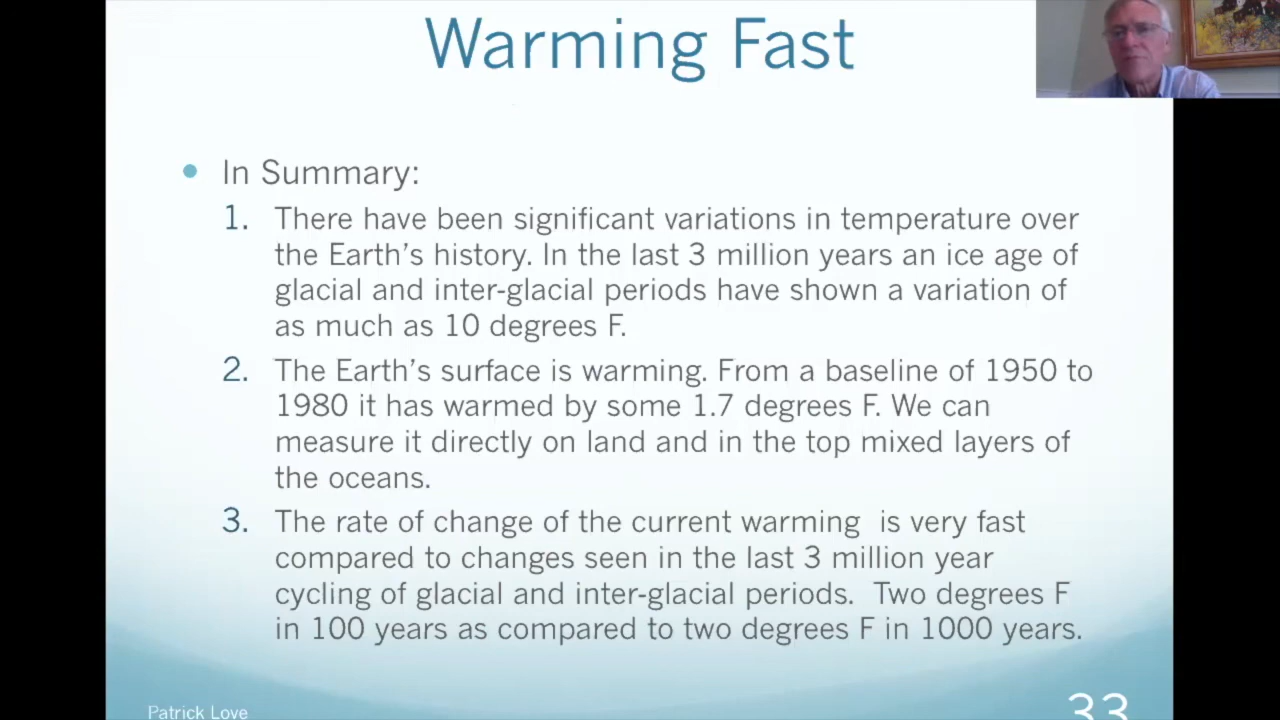 Warming Fast
In Summary:
1. There have been significant variations in temperature over
the Earth's history. In the last 3 million years an ice age of
glacial and inter-glacial periods have shown a variation of
as much as 10 degrees F.
2. The Earth's surface is warming. From a baseline of 1950 to
1980 it has warmed by some 1.7 degrees F. We can
measure it directly on land and in the top mixed layers of
the oceans.
3. The rate of change of the current warming  is very fast
compared to changes seen in the last 3 million year
cycling of glacial and inter-glacial periods.  Two degrees F
in 100 years as compared to two degrees F in 1000 years.
Patrick Love
33